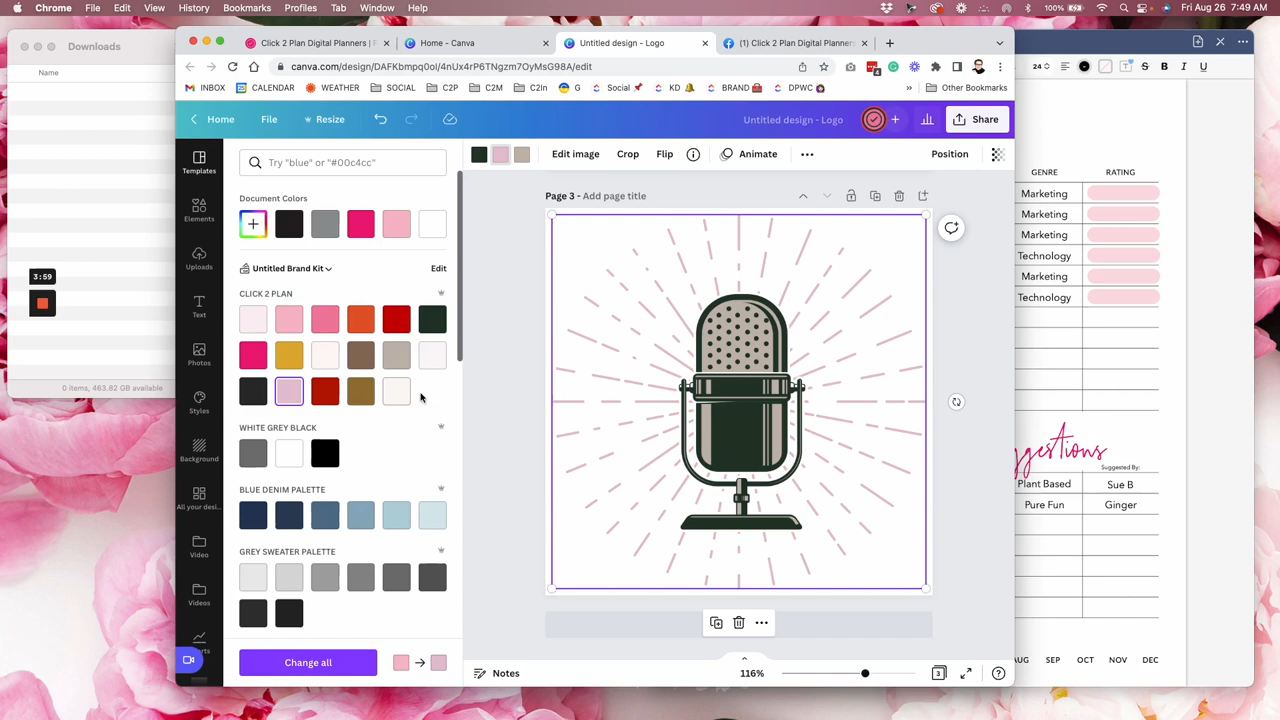 Chrome File Edit View History Bookmarks Profiles Tab Window Help
Fri Aug 26 7:49 AM
Downloads
Name
3:59
0 items, 463.82 GB available
Click 2 Plan Digital Planners |
Home - Canva
Untitled design - Logo
(1) Click 2 Plan Digital Planners
canva.com/design/DAFKbmpq0oI/4nUx4rP6TNgzm7OyMsG98A/edit
4
INBOX CALENDAR WEATHER SOCIAL C2P C2M C2In G Social KD BRAND DPWC » Other Bookmarks
Home File Resize Untitled design - Logo Share
Templates
Elements
Uploads
Text
Photos
Styles
Background
All your desi...
Video
Videos
Try "blue" or "#00c4cc"
Document Colors
Untitled Brand Kit Edit
CLICK 2 PLAN
WHITE GREY BLACK
BLUE DENIM PALETTE
GREY SWEATER PALETTE
Change all
Edit image Crop Flip Animate Position
Page 3 - Add page title
Notes 116% 3
24 B I U
GENRE RATING
Marketing
Marketing
Marketing
Technology
Marketing
Technology
ggestions
Suggested By:
Plant Based Sue B
Pure Fun Ginger
AUG SEP OCT NOV DEC